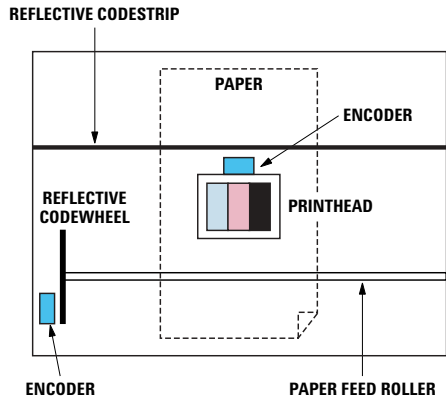 REFLECTIVE CODESTRIP
PAPER
ENCODER
REFLECTIVE
CODEWHEEL
PRINTHEAD
ENCODER
PAPER FEED ROLLER